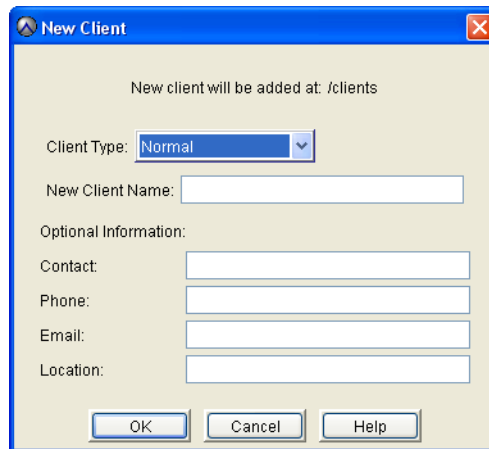 New Client
New client will be added at: /clients
Client Type: Normal
New Client Name:
Optional Information:
Contact:
Phone:
Email:
Location:
OK Cancel Help